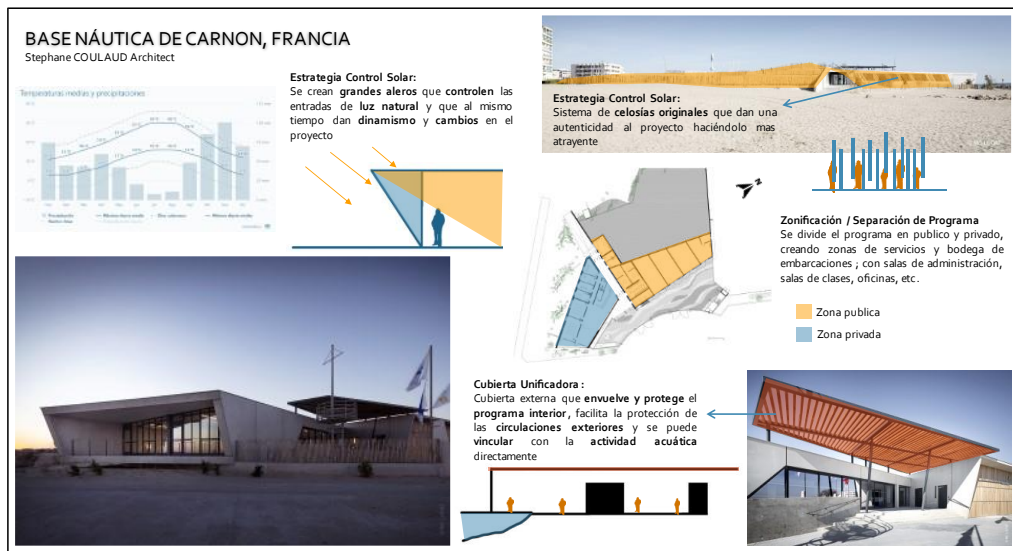 BASE NÁUTICA DE CARNON, FRANCIA
Stephane COULAUD Architect
Temperaturas medias y precipitaciones
Estrategia Control Solar:
Se crean grandes aleros que controlen las
entradas de luz natural y que al mismo
tiempo dan dinamismo y cambios en el
proyecto
Estrategia Control Solar:
Sistema de celosías originales que dan una
autenticidad al proyecto haciéndolo mas
atrayente
Zonificación / Separación de Programa
Se divide el programa en publico y privado,
creando zonas de servicios y bodega de
embarcaciones ; con salas de administración,
salas de clases, oficinas, etc.
Zona publica
Zona privada
Cubierta Unificadora :
Cubierta externa que envuelve y protege el
programa interior, facilita la protección de
las circulaciones exteriores y se puede
vincular con la actividad acuática
directamente